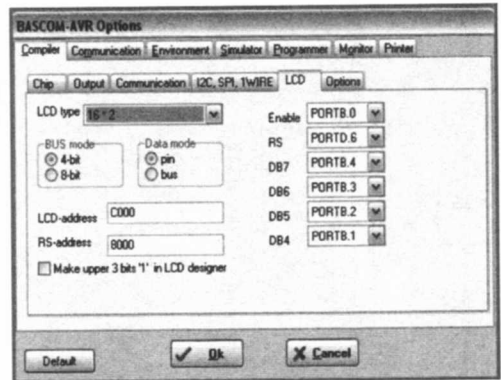 BASCOM-AVR Options
Compiler Communication Environment Simulator Programmer Monitor Printer
Chip Output Communication I2C, SPI, 1WIRE LCD Options
LCD type 16 * 2
BUS mode
4-bit
8-bit
Data mode
pin
bus
LCD-address C000
RS-address 8000
Make upper 3 bits '1' in LCD designer
Enable PORTB.0
RS PORTD.6
DB7 PORTB.4
DB6 PORTB.3
DB5 PORTB.2
DB4 PORTB.1
Default Ok Cancel